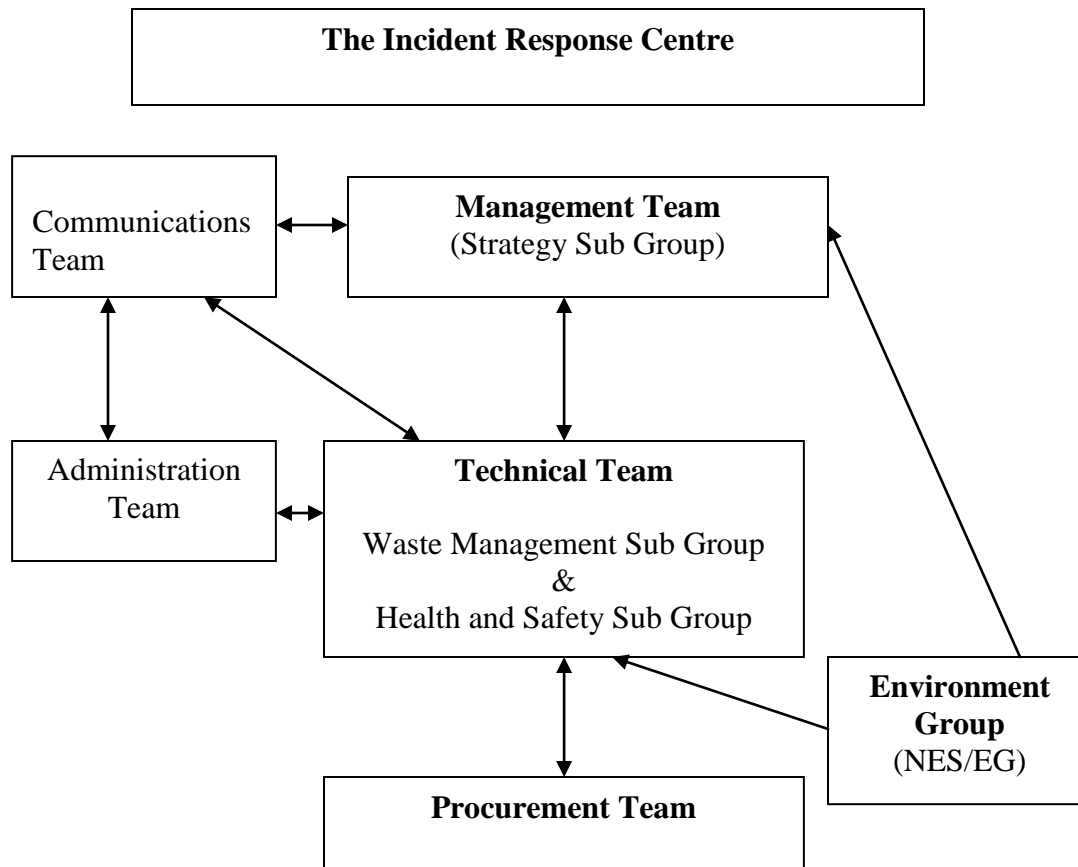 The Incident Response Centre
Communications
Team
Management Team
(Strategy Sub Group)
Administration
Team
Technical Team
Waste Management Sub Group
&
Health and Safety Sub Group
Environment
Group
(NES/EG)
Procurement Team